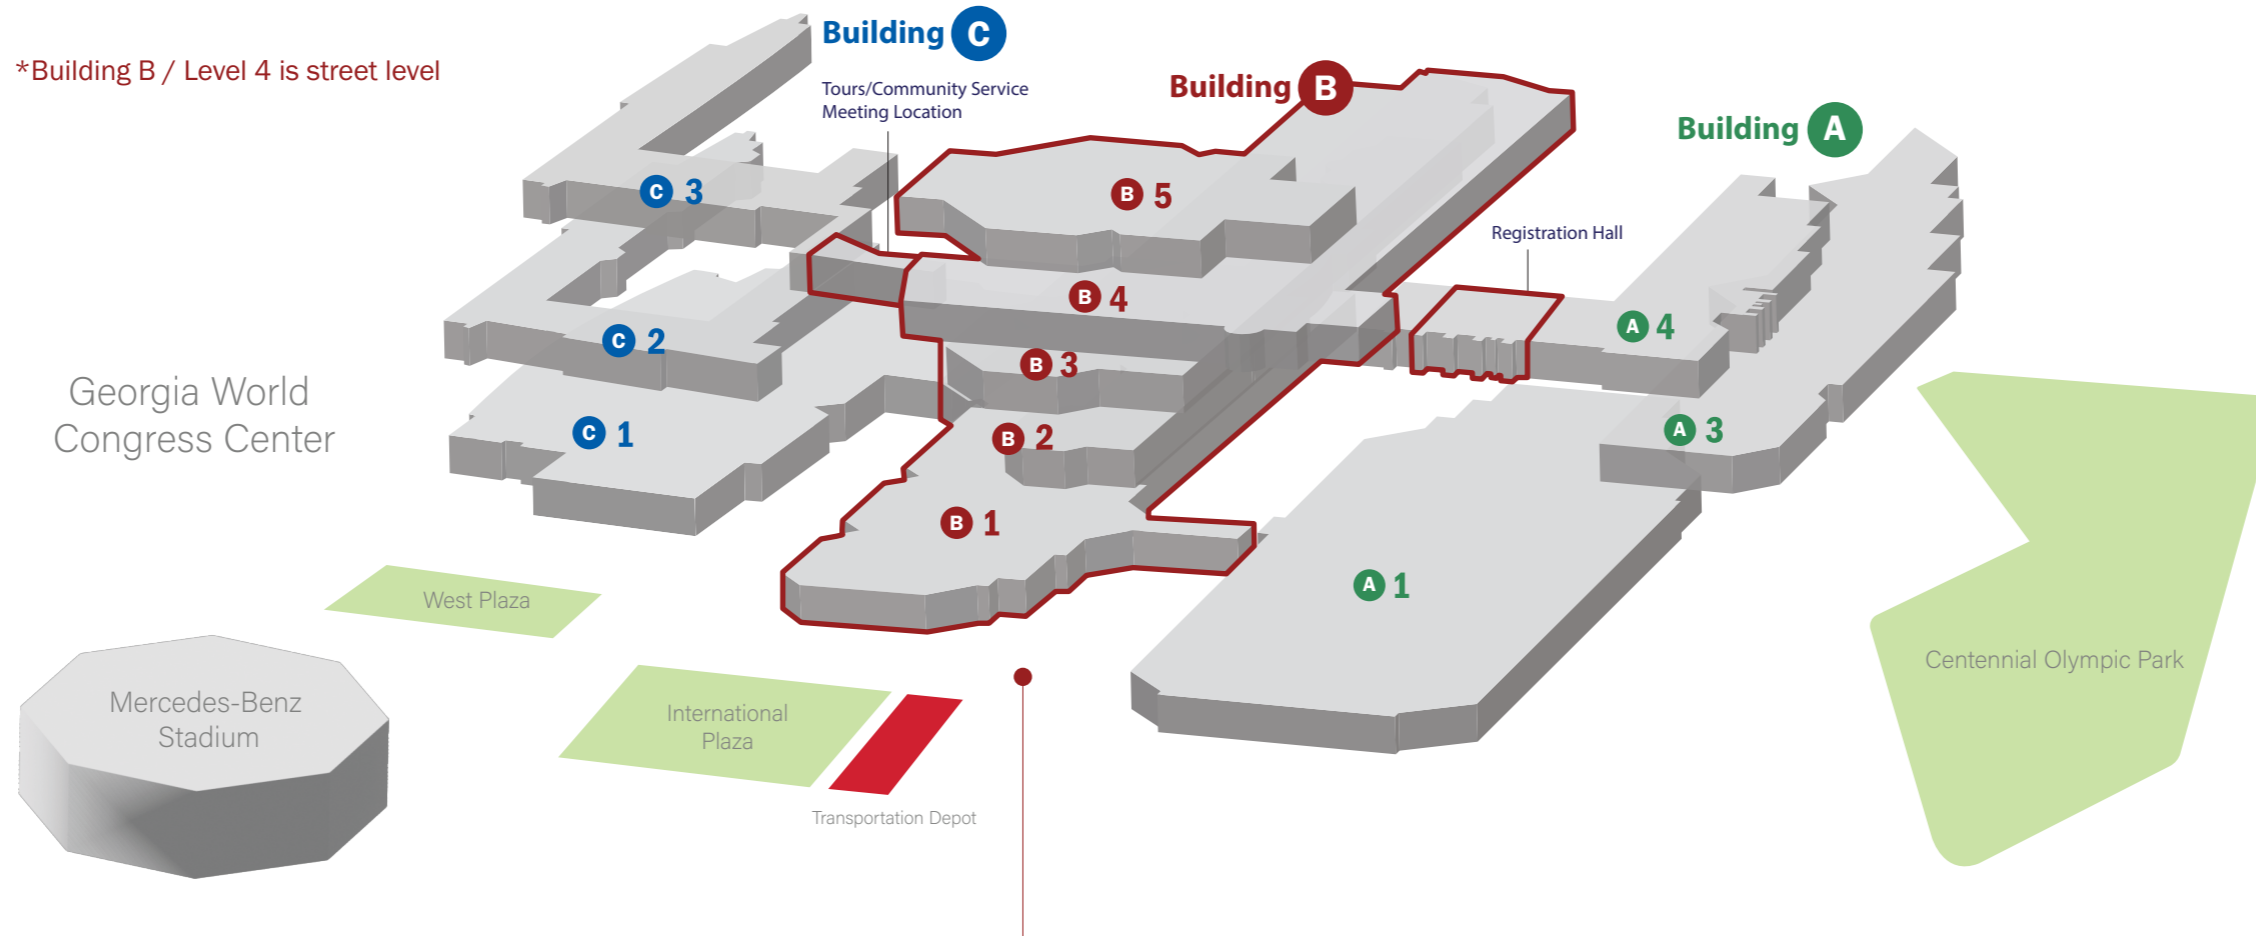 *Building B / Level 4 is street level
Georgia World
Congress Center
Building C
Tours/Community Service
Meeting Location
Building B
Building A
Registration Hall
C 3
C 2
C 1
B 5
B 4
B 3
B 2
B 1
A 4
A 3
A 1
West Plaza
Mercedes-Benz
Stadium
International
Plaza
Transportation Depot
Centennial Olympic Park